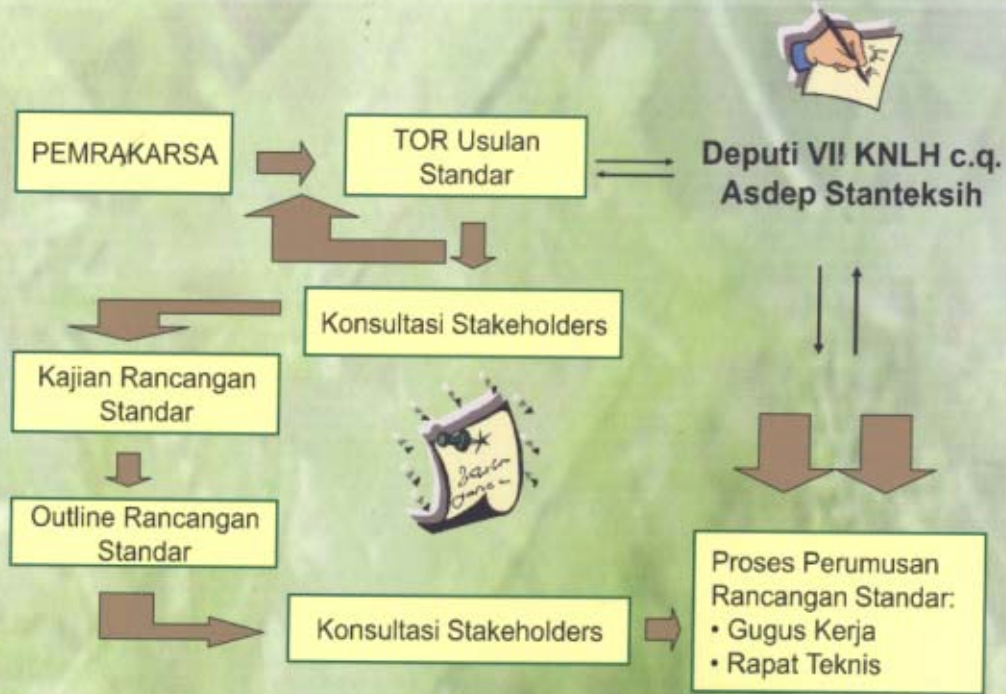 PEMRAKARSA
TOR Usulan
Standar
Deputi VII KNLH c.q.
Asdep Stanteksih
Konsultasi Stakeholders
Kajian Rancangan
Standar
Outline Rancangan
Standar
Konsultasi Stakeholders
Proses Perumusan
Rancangan Standar:
• Gugus Kerja
• Rapat Teknis